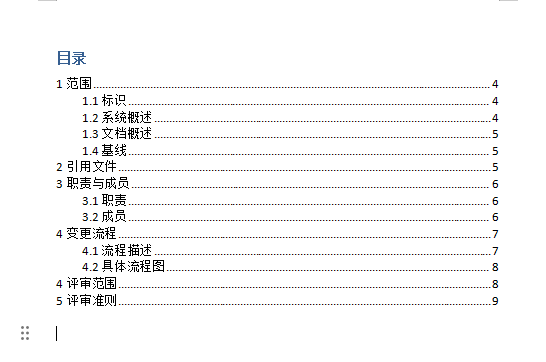 目录
1 范围 4
1.1 标识 4
1.2 系统概述 4
1.3 文档概述 5
1.4 基线 5
2 引用文件 5
3 职责与成员 6
3.1 职责 6
3.2 成员 6
4 变更流程 7
4.1 流程描述 7
4.2 具体流程图 8
4 评审范围 8
5 评审准则 9